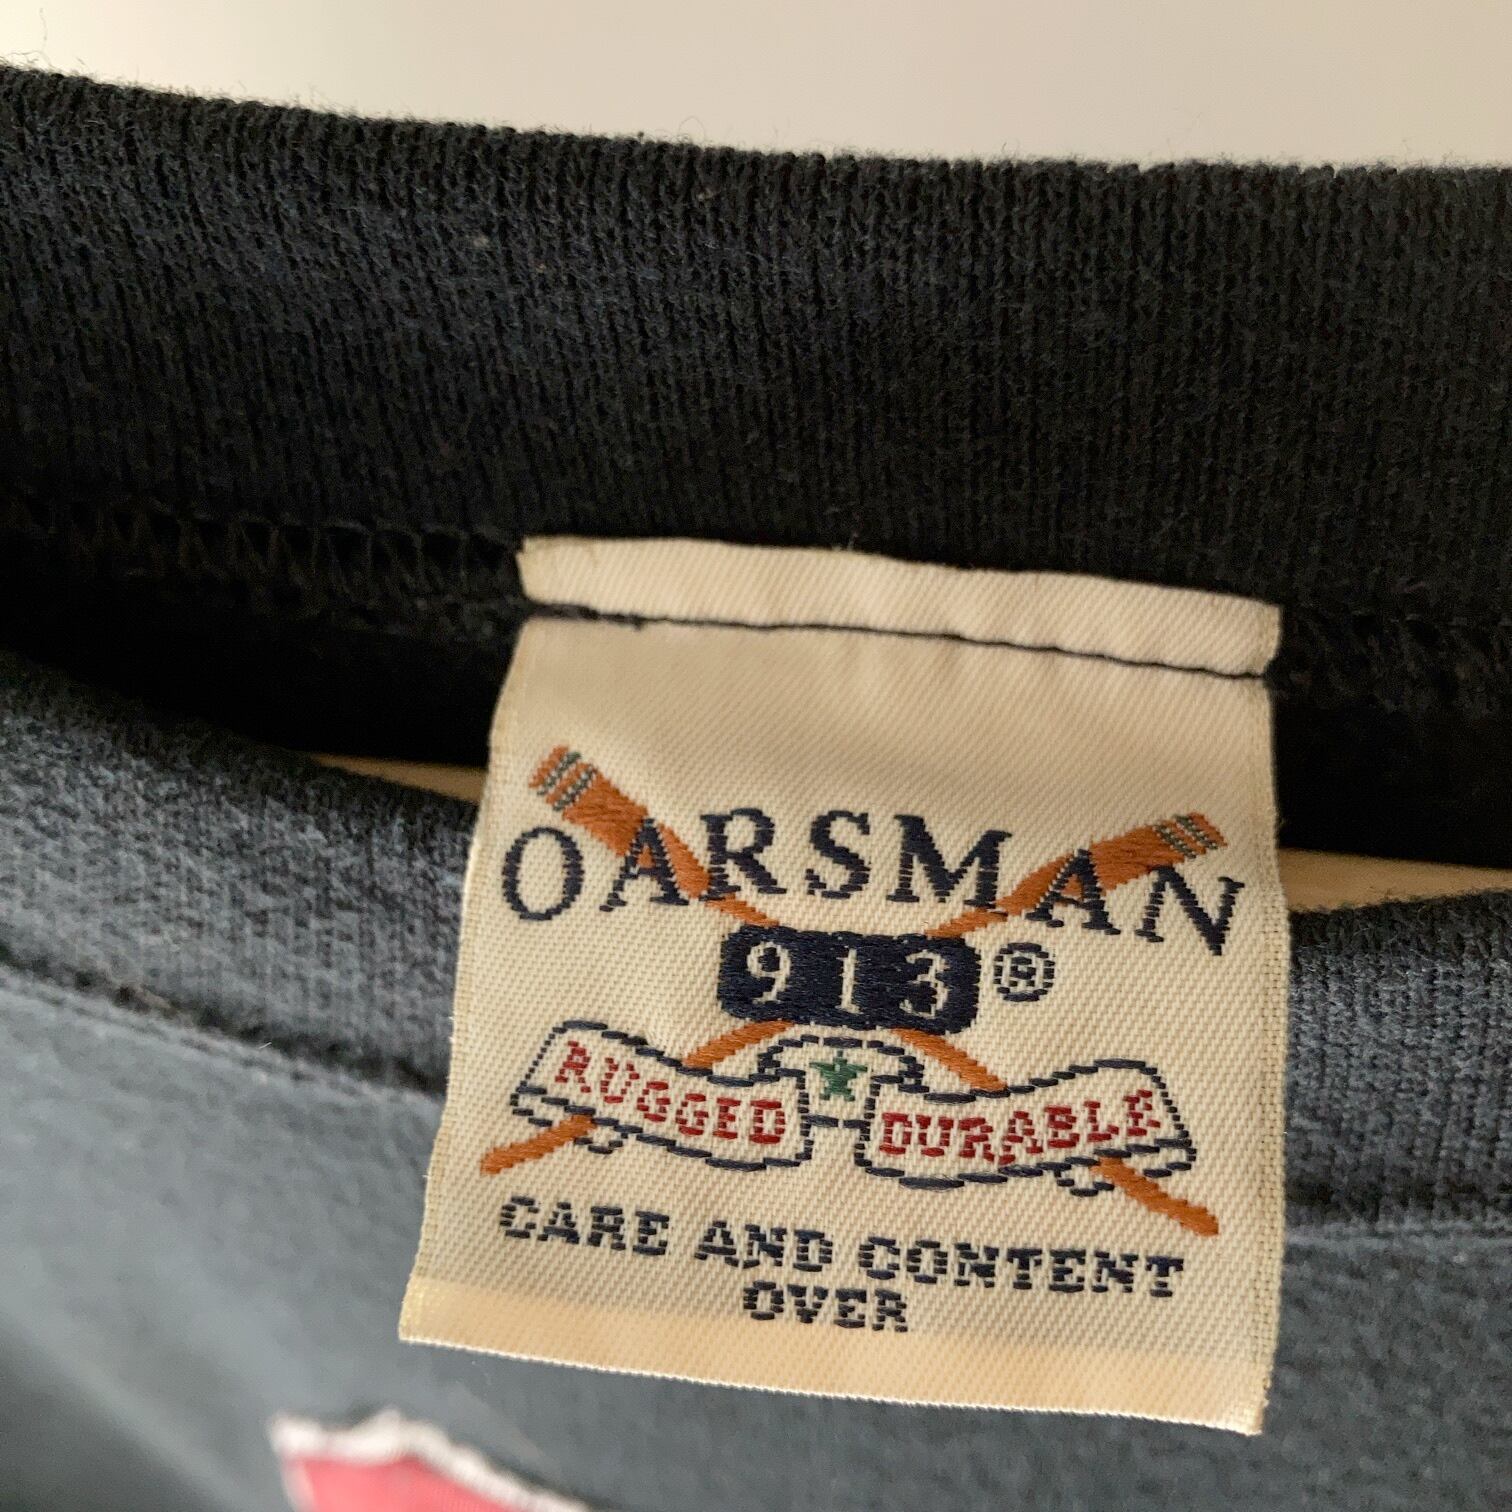 OARSMAN
913®
RUGGED DURABLE
CARE AND CONTENT
OVER